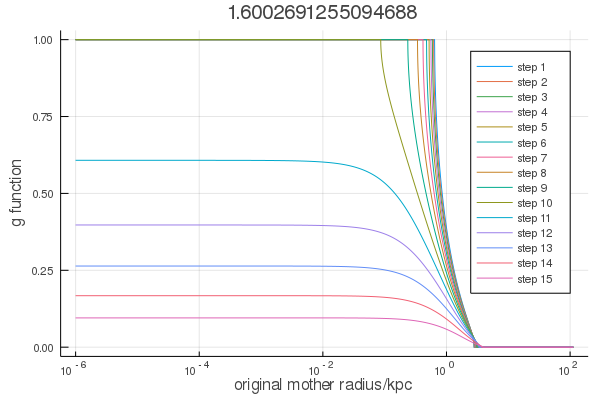 1.6002691255094688
g function
1.00
0.75
0.50
0.25
0.00
step 1
step 2
step 3
step 4
step 5
step 6
step 7
step 8
step 9
step 10
step 11
step 12
step 13
step 14
step 15
10^-6 10^-4 10^-2 10^0 10^2
original mother radius/kpc